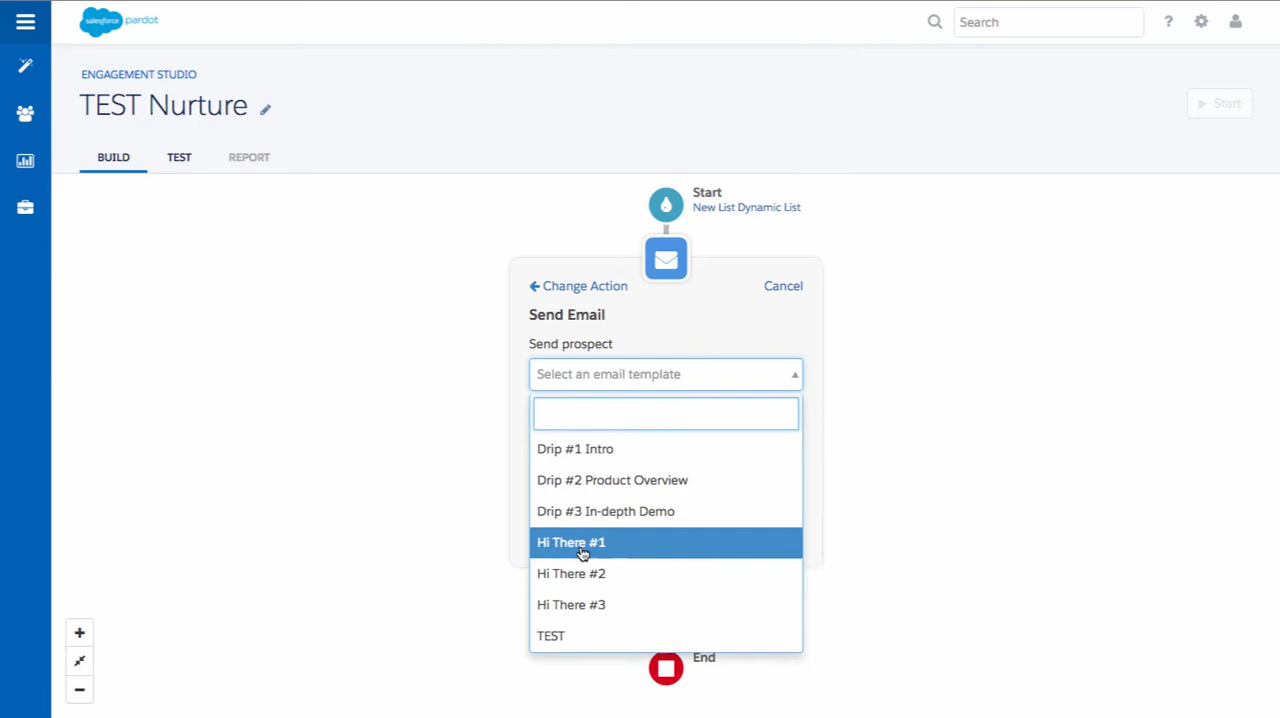 salesforce pardot
Search
?
ENGAGEMENT STUDIO
TEST Nurture
Start
BUILD
TEST
REPORT
Start
New List Dynamic List
Change Action
Cancel
Send Email
Send prospect
Select an email template
Drip #1 Intro
Drip #2 Product Overview
Drip #3 In-depth Demo
Hi There #1
Hi There #2
Hi There #3
TEST
End